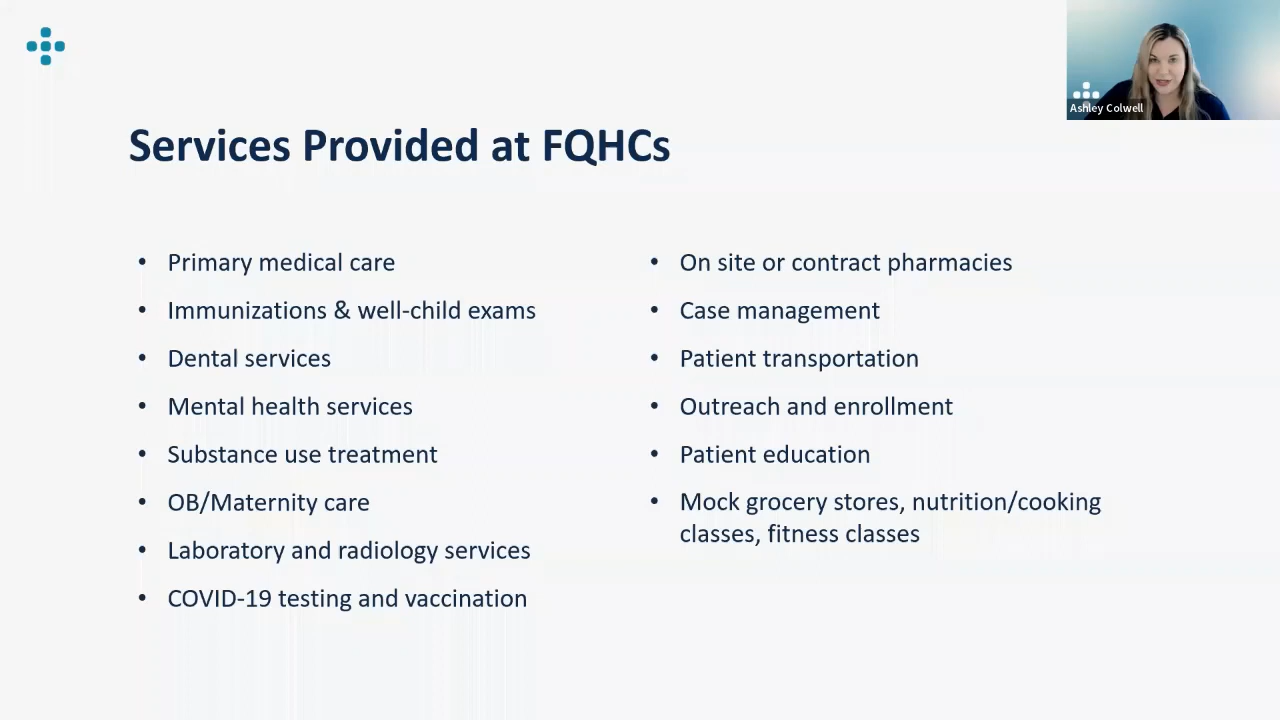 Ashley Colwell
Services Provided at FQHCs
• Primary medical care
• Immunizations & well-child exams
• Dental services
• Mental health services
• Substance use treatment
• OB/Maternity care
• Laboratory and radiology services
• COVID-19 testing and vaccination
• On site or contract pharmacies
• Case management
• Patient transportation
• Outreach and enrollment
• Patient education
• Mock grocery stores, nutrition/cooking
classes, fitness classes